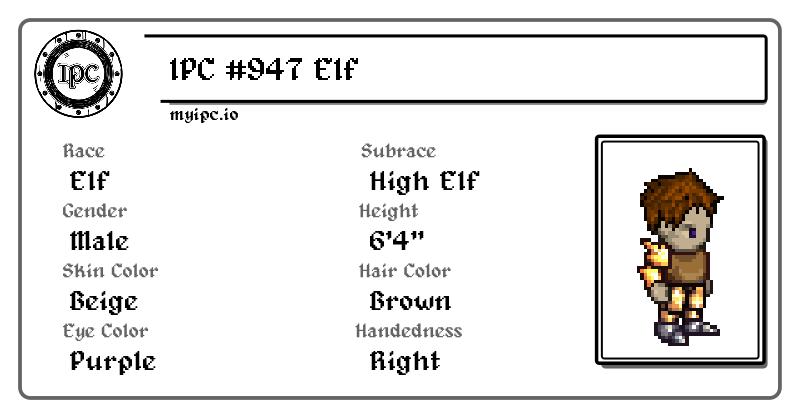 IPC
IPC #947 Elf
myipc.io
Race
Subrace
Elf
High Elf
Gender
Height
Male
6'4"
Skin Color
Hair Color
Beige
Brown
Eye Color
Handedness
Purple
Right